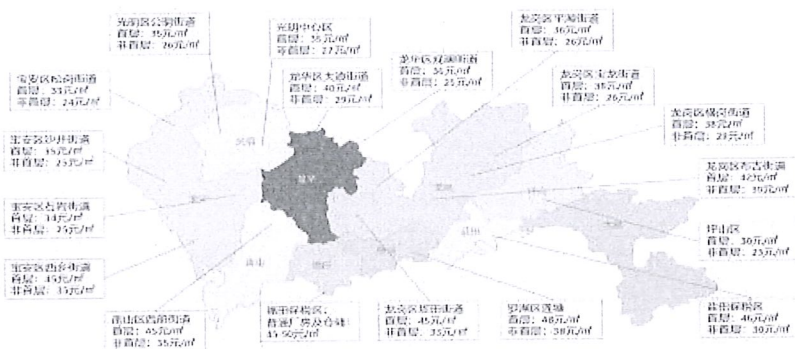 光明区公明街道
首层：36元/㎡
非首层：26元/㎡
光明中心区
首层：38元/㎡
非首层：27元/㎡
龙岗区平湖街道
首层：36元/㎡
非首层：26元/㎡
宝安区松岗街道
首层：33元/㎡
非首层：24元/㎡
龙华区大浪街道
首层：40元/㎡
非首层：29元/㎡
龙华区观澜街道
首层：36元/㎡
非首层：25元/㎡
龙岗区宝龙街道
首层：38元/㎡
非首层：26元/㎡
宝安区沙井街道
首层：35元/㎡
非首层：25元/㎡
龙岗区横岗街道
首层：38元/㎡
非首层：29元/㎡
宝安区石岩街道
首层：34元/㎡
非首层：25元/㎡
龙岗区布吉街道
首层：42元/㎡
非首层：30元/㎡
宝安区西乡街道
首层：45元/㎡
非首层：35元/㎡
坪山区
首层：30元/㎡
非首层：23元/㎡
南山
福田
盐田
首层：45元/㎡
非首层：35元/㎡
福田保税区：
普通厂房及仓储：
45-90元/㎡
龙岗区坂田街道
首层：45元/㎡
非首层：35元/㎡
罗湖区莲塘
首层：48元/㎡
非首层：38元/㎡
盐田保税区
首层：46元/㎡
非首层：30元/㎡